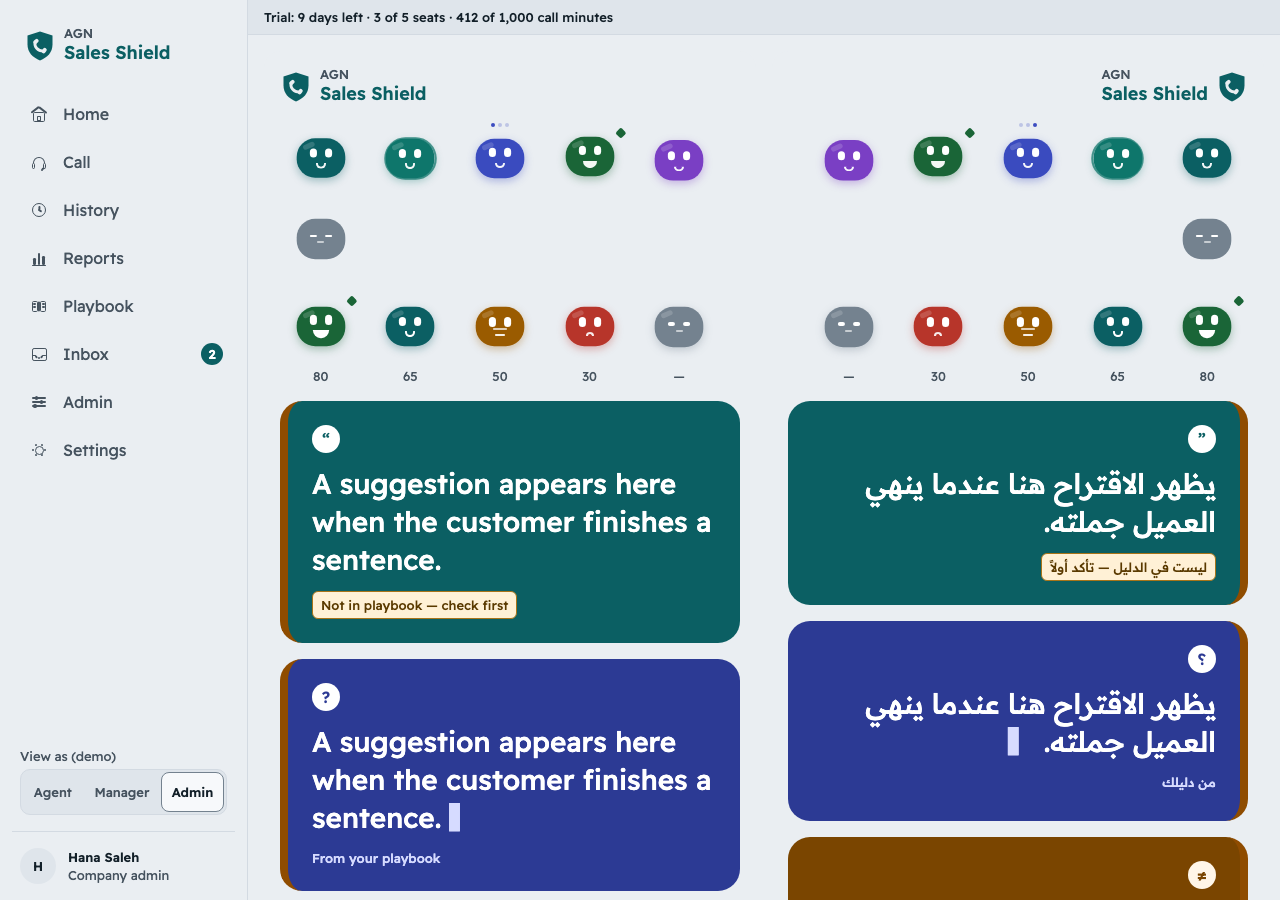 AGN
Sales Shield
Home
Call
History
Reports
Playbook
Inbox
2
Admin
Settings
View as (demo)
Agent
Manager
Admin
H
Hana Saleh
Company admin
Trial: 9 days left · 3 of 5 seats · 412 of 1,000 call minutes
AGN
Sales Shield
80
65
50
30
—
“
A suggestion appears here
when the customer finishes a
sentence.
Not in playbook — check first
?
A suggestion appears here
when the customer finishes a
sentence.
From your playbook
AGN
Sales Shield
—
30
50
65
80
”
يظهر الاقتراح هنا عندما ينهي
العميل جملته.
ليست في الدليل — تأكد أولاً
؟
يظهر الاقتراح هنا عندما ينهي
العميل جملته.
من دليلك
≠